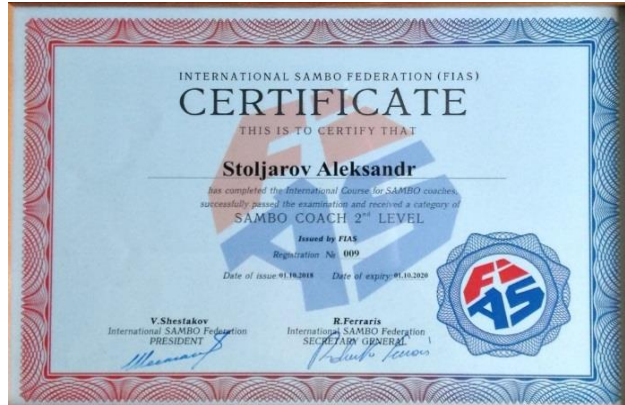 INTERNATIONAL SAMBO FEDERATION (FIAS)
CERTIFICATE
THIS IS TO CERTIFY THAT
Stoljarov Aleksandr
has completed the International Course for SAMBO coaches,
successfully passed the examination and received a category of
SAMBO COACH 2nd LEVEL
Issued by FIAS
Registration № 009
Date of issue: 01.10.2018 Date of expiry: 01.10.2020
V.Shestakov
International SAMBO Federation
PRESIDENT
R.Ferraris
International SAMBO Federation
SECRETARY GENERAL
FIAS